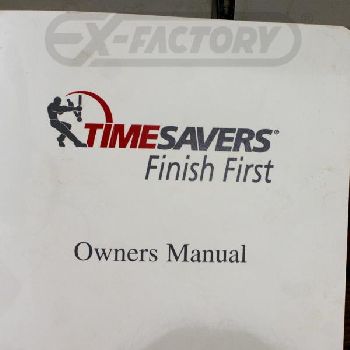 EX-FACTORY
TIMESAVERS®
Finish First
Owners Manual